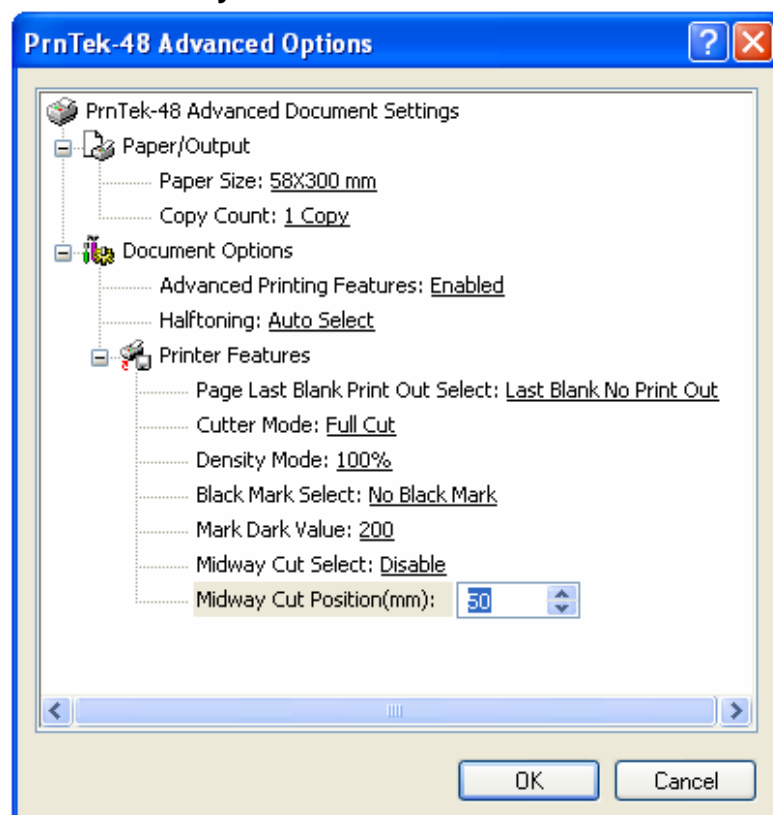 PrnTek-48 Advanced Options
PrnTek-48 Advanced Document Settings
Paper/Output
Paper Size: 58X300 mm
Copy Count: 1 Copy
Document Options
Advanced Printing Features: Enabled
Halftoning: Auto Select
Printer Features
Page Last Blank Print Out Select: Last Blank No Print Out
Cutter Mode: Full Cut
Density Mode: 100%
Black Mark Select: No Black Mark
Mark Dark Value: 200
Midway Cut Select: Disable
Midway Cut Position(mm): 50
OK Cancel